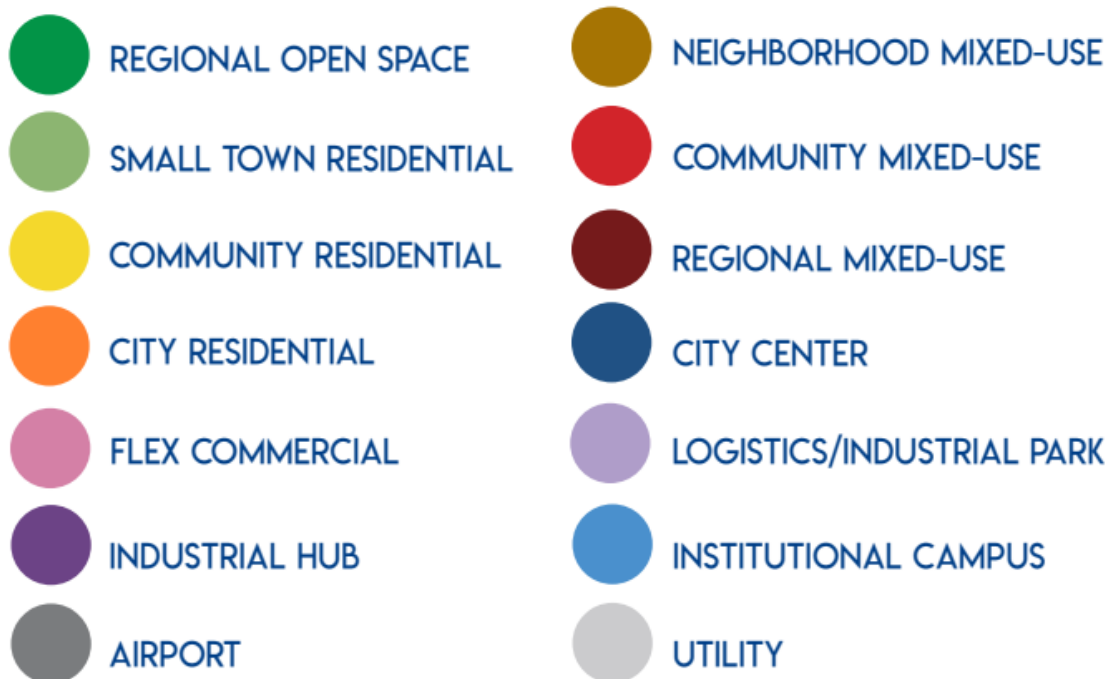 REGIONAL OPEN SPACE
SMALL TOWN RESIDENTIAL
COMMUNITY RESIDENTIAL
CITY RESIDENTIAL
FLEX COMMERCIAL
INDUSTRIAL HUB
AIRPORT
NEIGHBORHOOD MIXED-USE
COMMUNITY MIXED-USE
REGIONAL MIXED-USE
CITY CENTER
LOGISTICS/INDUSTRIAL PARK
INSTITUTIONAL CAMPUS
UTILITY